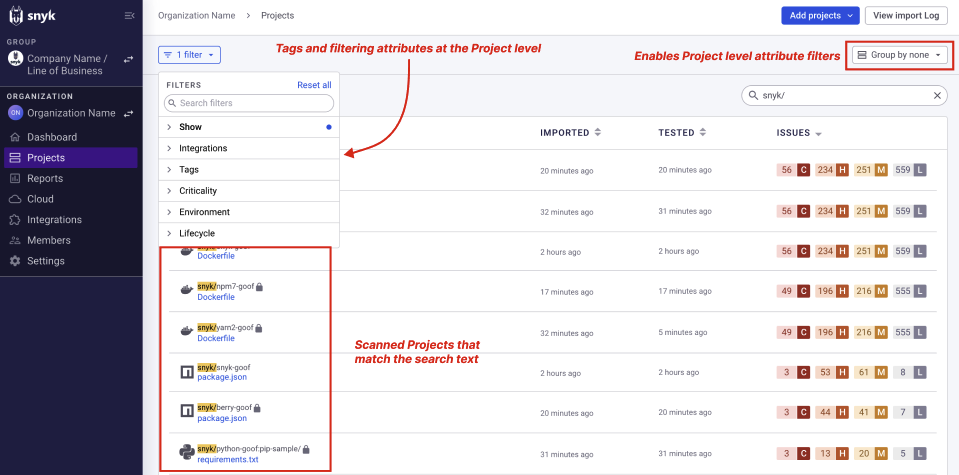 snyk
Organization Name > Projects
Add projects
View import Log
GROUP
Company Name /
Line of Business
ORGANIZATION
ON
Organization Name
Dashboard
Projects
Reports
Cloud
Integrations
Members
Settings
1 filter
Tags and filtering attributes at the Project level
Enables Project level attribute filters
Group by none
FILTERS
Reset all
Search filters
Show
Integrations
Tags
Criticality
Environment
Lifecycle
snyk/
IMPORTED
TESTED
ISSUES
20 minutes ago 20 minutes ago 56 C 234 H 251 M 559 L
32 minutes ago 31 minutes ago 56 C 234 H 251 M 559 L
Dockerfile
2 hours ago 2 hours ago 56 C 234 H 251 M 559 L
snyk/npm7-goof
Dockerfile
17 minutes ago 17 minutes ago 49 C 196 H 216 M 555 L
snyk/yarn2-goof
Dockerfile
32 minutes ago 5 minutes ago 49 C 196 H 216 M 555 L
Scanned Projects that
match the search text
snyk/snyk-goof
package.json
2 hours ago 2 hours ago 3 C 53 H 61 M 8 L
snyk/berry-goof
package.json
20 minutes ago 20 minutes ago 3 C 44 H 41 M 7 L
snyk/python-goof:pip-sample/
requirements.txt
31 minutes ago 31 minutes ago 3 C 13 H 20 M 5 L